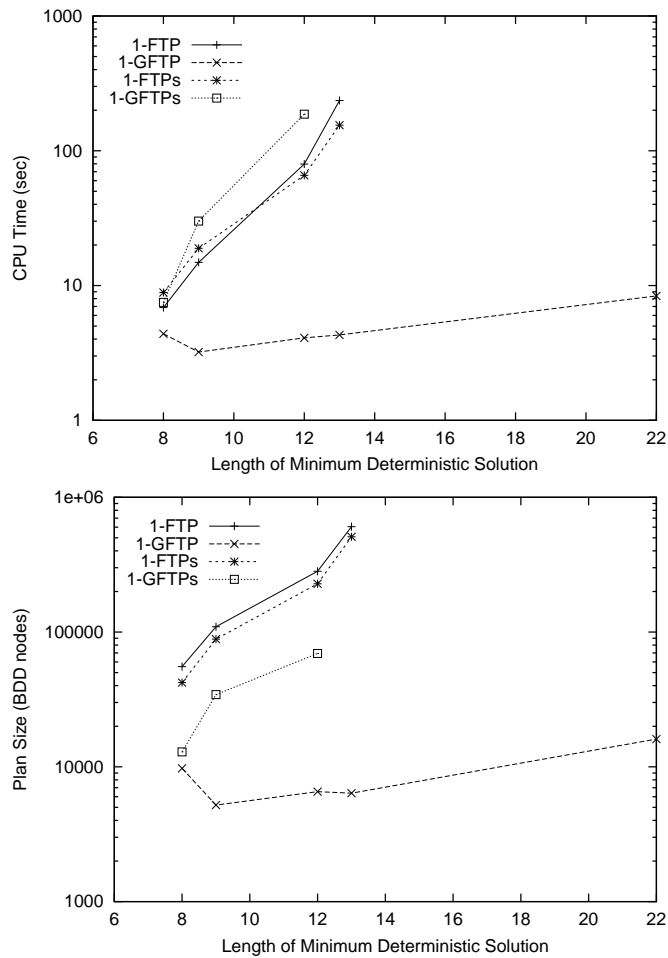 1000
100
10
1
CPU Time (sec)
1-FTP
1-GFTP
1-FTPs
1-GFTPs
6 8 10 12 14 16 18 20 22
Length of Minimum Deterministic Solution
1e+06
100000
10000
1000
Plan Size (BDD nodes)
1-FTP
1-GFTP
1-FTPs
1-GFTPs
6 8 10 12 14 16 18 20 22
Length of Minimum Deterministic Solution